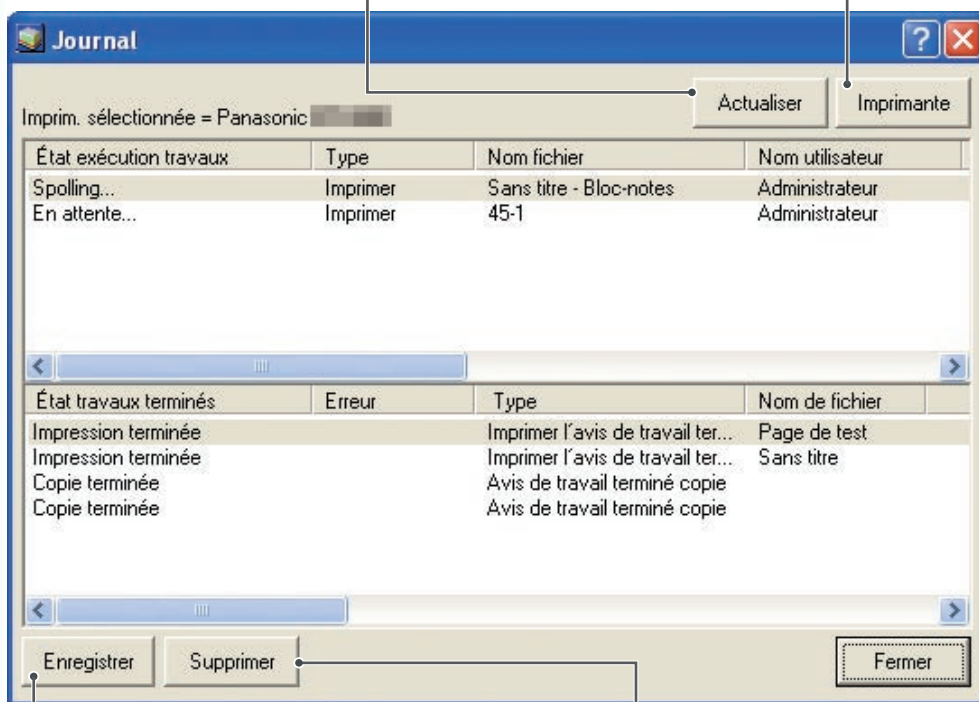 Journal
Actualiser Imprimante
Imprim. sélectionnée = Panasonic
État exécution travaux Type Nom fichier Nom utilisateur
Spolling... Imprimer Sans titre - Bloc-notes Administrateur
En attente... Imprimer 45-1 Administrateur
État travaux terminés Erreur Type Nom de fichier
Impression terminée Imprimer l´avis de travail ter... Page de test
Impression terminée Imprimer l´avis de travail ter... Sans titre
Copie terminée Avis de travail terminé copie
Copie terminée Avis de travail terminé copie
Enregistrer Supprimer Fermer